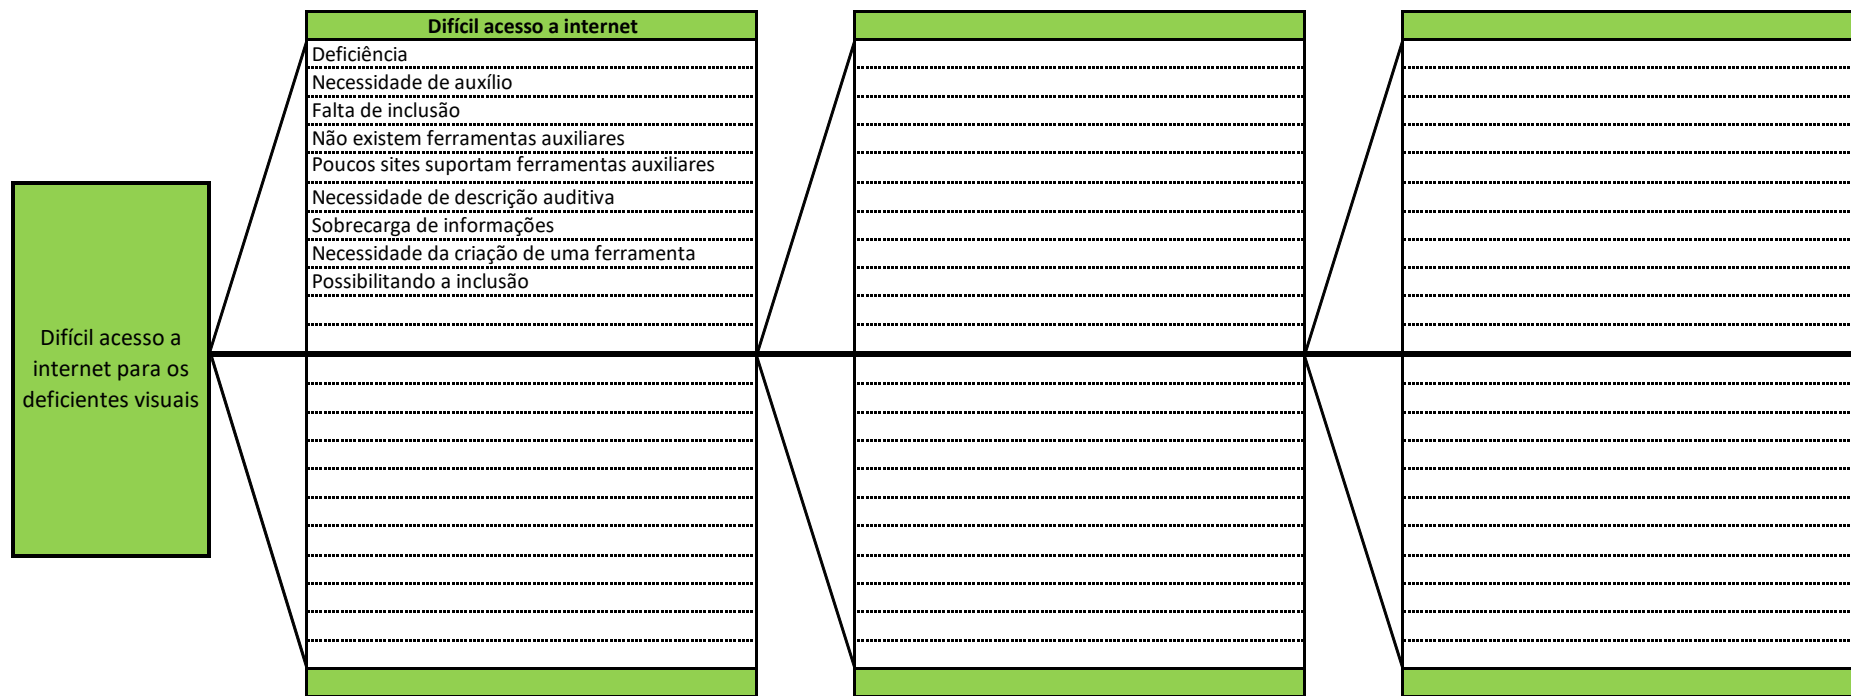 Difícil acesso a internet
Deficiência
Necessidade de auxílio
Falta de inclusão
Não existem ferramentas auxiliares
Poucos sites suportam ferramentas auxiliares
Necessidade de descrição auditiva
Sobrecarga de informações
Necessidade da criação de uma ferramenta
Possibilitando a inclusão
Difícil acesso a
internet para os
deficientes visuais